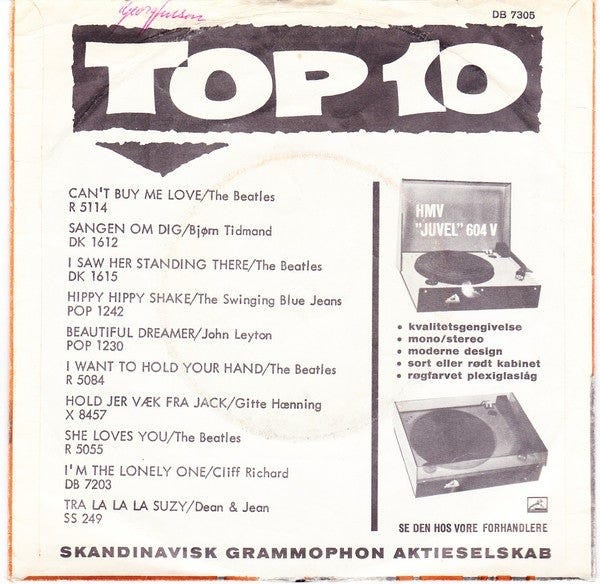 DB 7305
TOP 10
CAN'T BUY ME LOVE/The Beatles
R 5114
SANGEN OM DIG/Bjørn Tidmand
DK 1612
I SAW HER STANDING THERE/The Beatles
DK 1615
HIPPY HIPPY SHAKE/The Swinging Blue Jeans
POP 1242
BEAUTIFUL DREAMER/John Leyton
POP 1230
I WANT TO HOLD YOUR HAND/The Beatles
R 5084
HOLD JER VÆK FRA JACK/Gitte Hænning
X 8457
SHE LOVES YOU/The Beatles
R 5055
I'M THE LONELY ONE/Cliff Richard
DB 7203
TRA LA LA LA SUZY/Dean & Jean
SS 249
HMV
"JUVEL" 604 V
• kvalitetsgengivelse
• mono/stereo
• moderne design
• sort eller rødt kabinet
• røgfarvet plexiglaslåg
SE DEN HOS VORE FORHANDLERE
SKANDINAVISK GRAMMOPHON AKTIESELSKAB